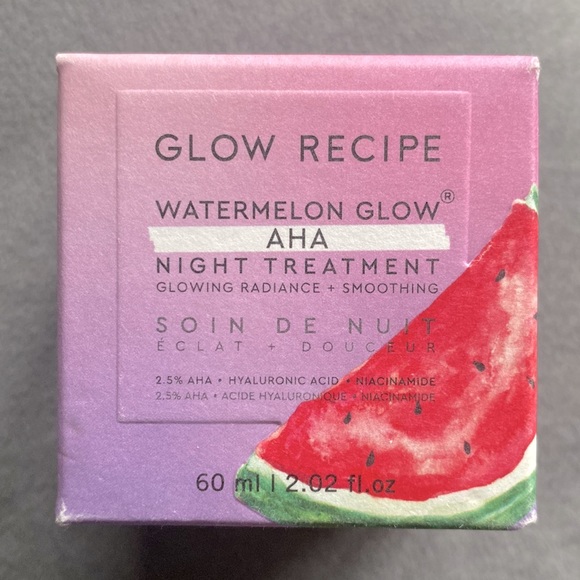 GLOW RECIPE
WATERMELON GLOW®
AHA
NIGHT TREATMENT
GLOWING RADIANCE + SMOOTHING
SOIN DE NUIT
ÉCLAT + DOUCEUR
2.5% AHA • HYALURONIC ACID • NIACINAMIDE
2.5% AHA • ACIDE HYALURONIQUE • NIACINAMIDE
60 ml | 2.02 fl.oz